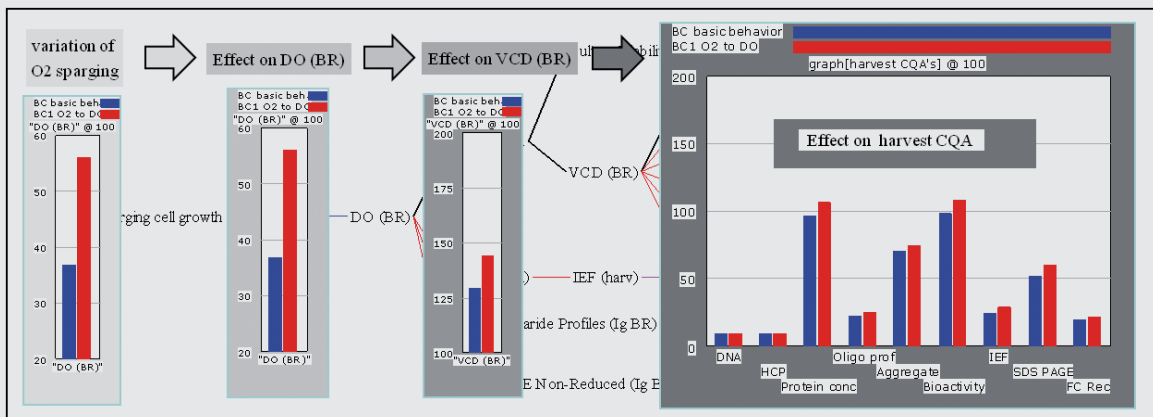 variation of
O2 sparging
Effect on DO (BR)
Effect on VCD (BR)
BC basic beh
BC1 O2 to DO
"DO (BR)" @ 100
60
50
40
30
20
"DO (BR)"
rging cell growth
BC basic beh
BC1 O2 to DO
"DO (BR)" @ 100
60
50
40
30
20
"DO (BR)"
DO (BR)
BC basic beh
BC1 O2 to DO
"VCD (BR)" @ 100
200
175
150
125
100
"VCD (BR)"
VCD (BR)
IEF (harv)
aride Profiles (Ig BR)
E Non-Reduced (Ig B
BC basic behavior
BC1 O2 to DO
graph[harvest CQA's] @ 100
Effect on harvest CQA
200
150
100
50
0
DNA
HCP
Protein conc
Oligo prof
Aggregate
Bioactivity
IEF
SDS PAGE
FC Rec